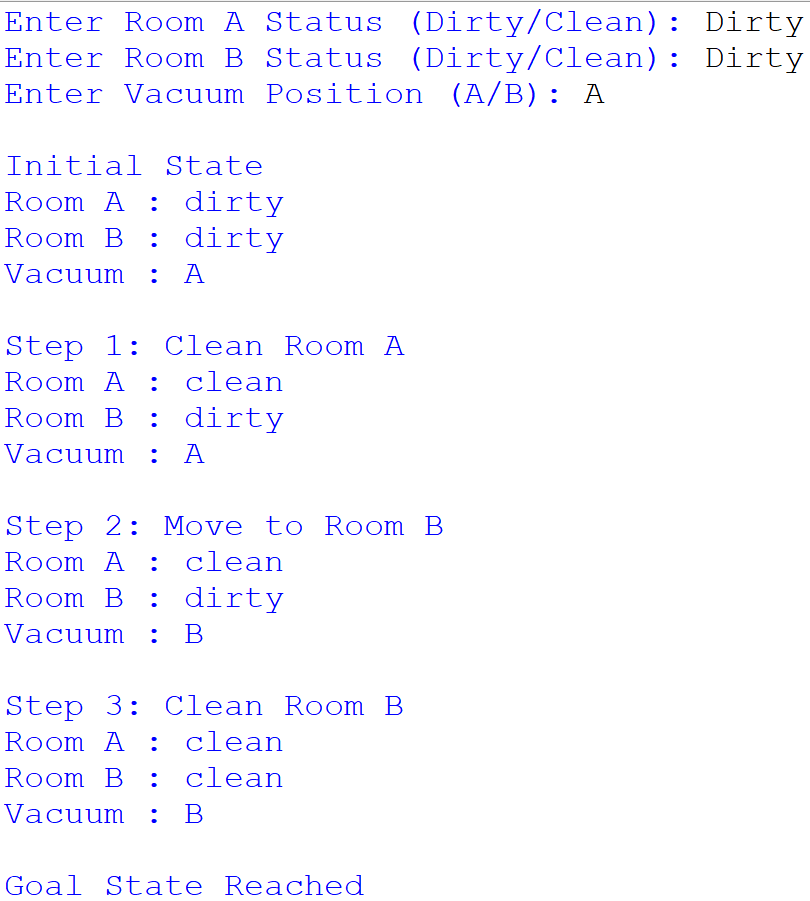 Enter Room A Status (Dirty/Clean): Dirty
Enter Room B Status (Dirty/Clean): Dirty
Enter Vacuum Position (A/B): A
Initial State
Room A : dirty
Room B : dirty
Vacuum : A
Step 1: Clean Room A
Room A : clean
Room B : dirty
Vacuum : A
Step 2: Move to Room B
Room A : clean
Room B : dirty
Vacuum : B
Step 3: Clean Room B
Room A : clean
Room B : clean
Vacuum : B
Goal State Reached